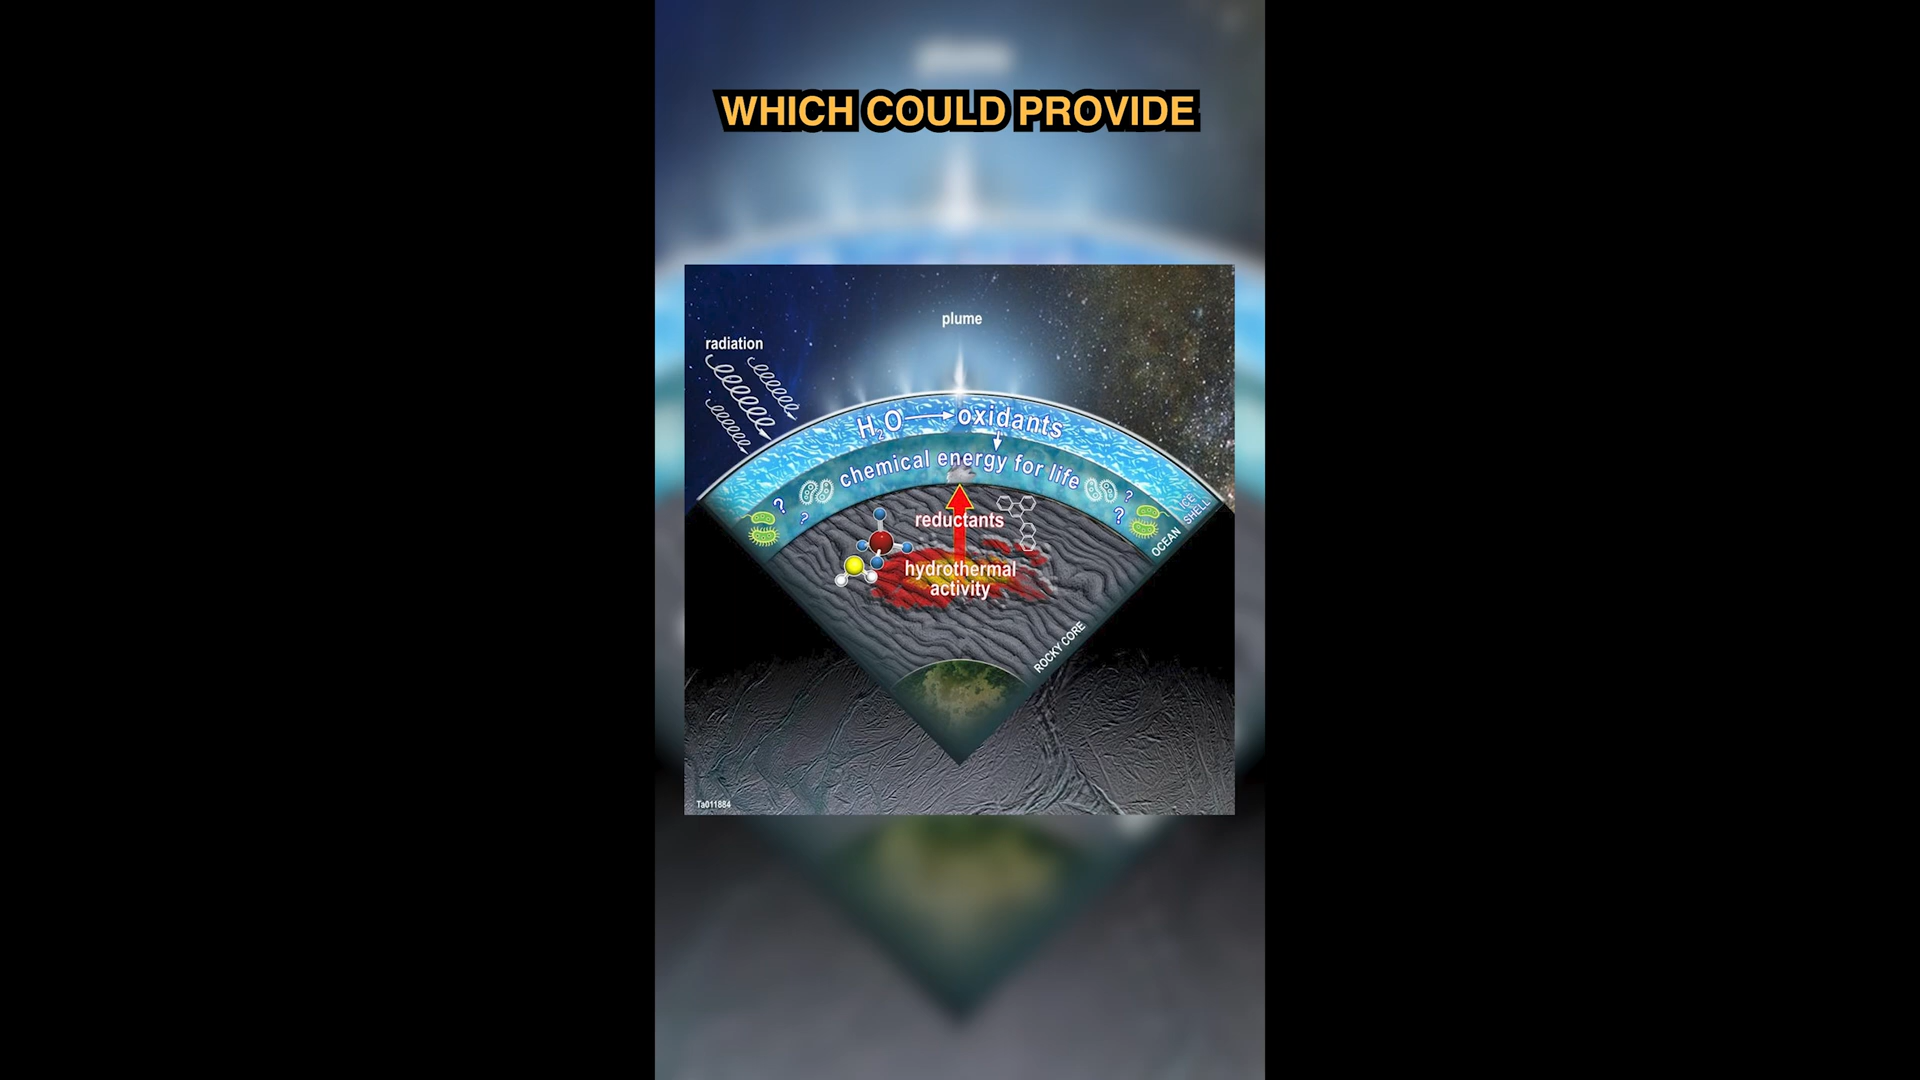 plume
WHICH COULD PROVIDE
plume
radiation
H₂O → oxidants
chemical energy for life
? ? ? ?
ICE SHELL
OCEAN
reductants
hydrothermal
activity
ROCKY CORE
Ta011884